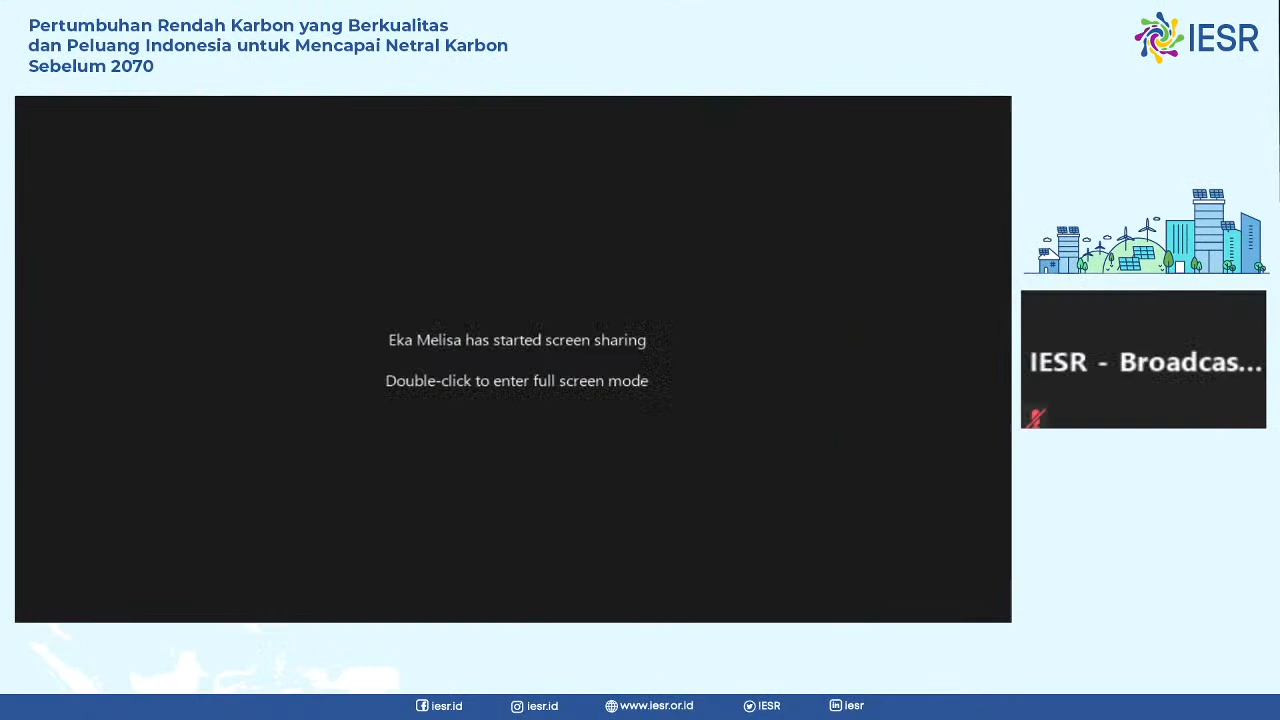 Pertumbuhan Rendah Karbon yang Berkualitas
dan Peluang Indonesia untuk Mencapai Netral Karbon
Sebelum 2070
IESR
Eka Melisa has started screen sharing
Double-click to enter full screen mode
IESR - Broadcas...
iesr.id
iesr.id
www.iesr.or.id
IESR
iesr